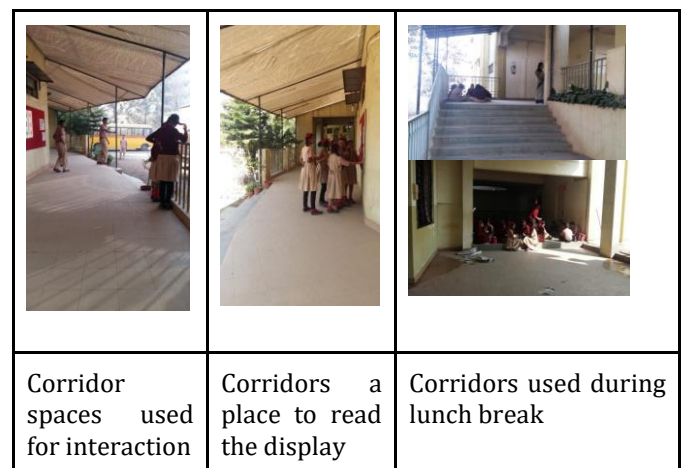 Corridor
spaces used
for interaction
Corridors a
place to read
the display
Corridors used during
lunch break